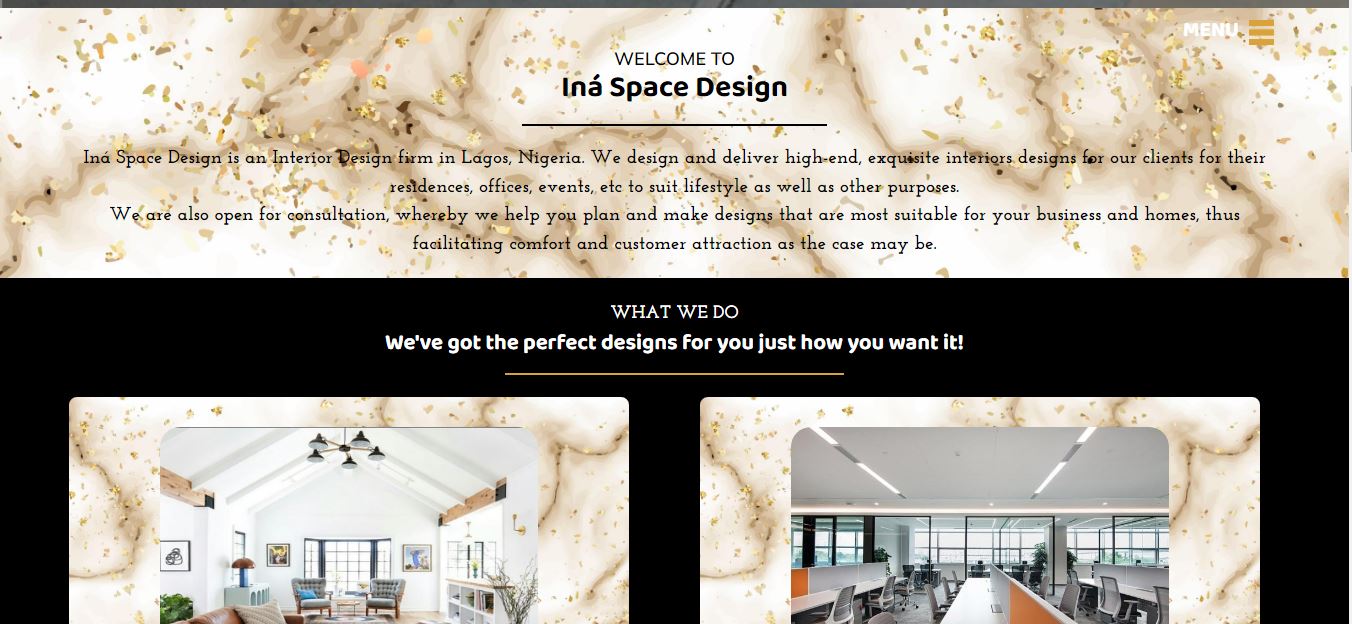 MENU
WELCOME TO
Iná Space Design
Iná Space Design is an Interior Design firm in Lagos, Nigeria. We design and deliver high-end, exquisite interiors designs for our clients for their
residences, offices, events, etc to suit lifestyle as well as other purposes.
We are also open for consultation, whereby we help you plan and make designs that are most suitable for your business and homes, thus
facilitating comfort and customer attraction as the case may be.
WHAT WE DO
We've got the perfect designs for you just how you want it!